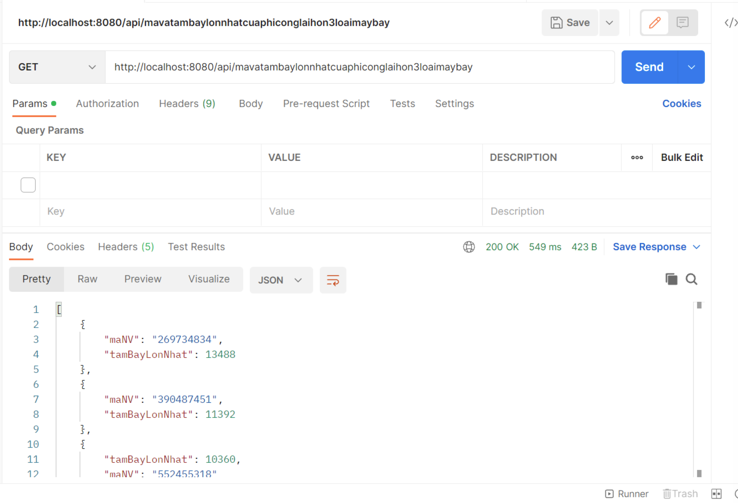 http://localhost:8080/api/mavatambaylonnhatcuaphiconglaihon3loaimaybay
Save
GET
http://localhost:8080/api/mavatambaylonnhatcuaphiconglaihon3loaimaybay
Send
Params Authorization Headers (9) Body Pre-request Script Tests Settings Cookies
Query Params
KEY VALUE DESCRIPTION ooo Bulk Edit
Key Value Description
Body Cookies Headers (5) Test Results 200 OK 549 ms 423 B Save Response
Pretty Raw Preview Visualize JSON
1 [
2 {
3 "maNV": "269734834",
4 "tamBayLonNhat": 13488
5 },
6 {
7 "maNV": "390487451",
8 "tamBayLonNhat": 11392
9 },
10 {
11 "tamBayLonNhat": 10360,
12 "maNV": "552455318"
Runner Trash